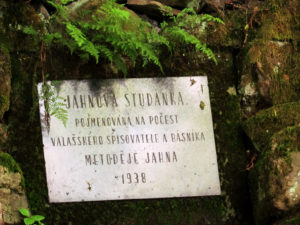 JAHNOVA STUDÁNKA
POJMENOVÁNA NA POČEST
VALAŠSKÉHO SPISOVATELE A BÁSNÍKA
METODĚJE JAHNA
1938